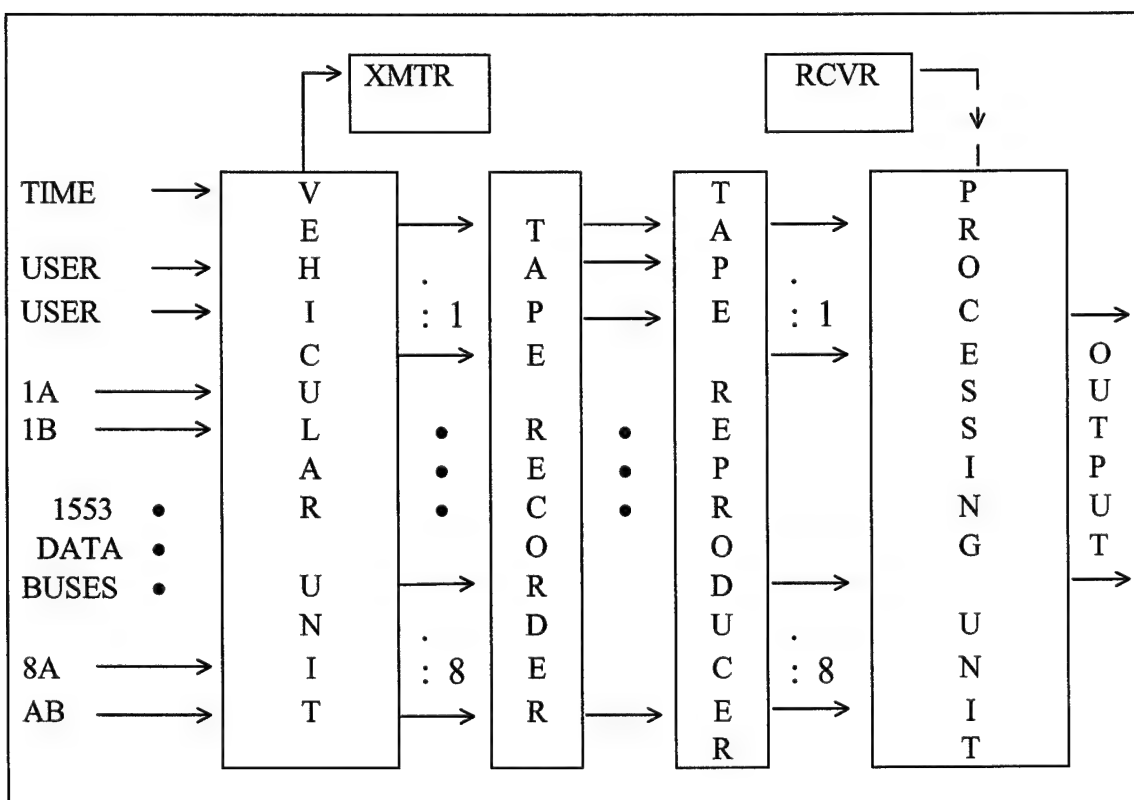 XMTR
RCVR
TIME
USER
USER
1A
1B
1553
DATA
BUSES
8A
AB
VEHICULAR UNIT
: 1
: 8
TAPE RECORDER
TAPE REPRODUCER
: 1
: 8
PROCESSING UNIT
OUTPUT